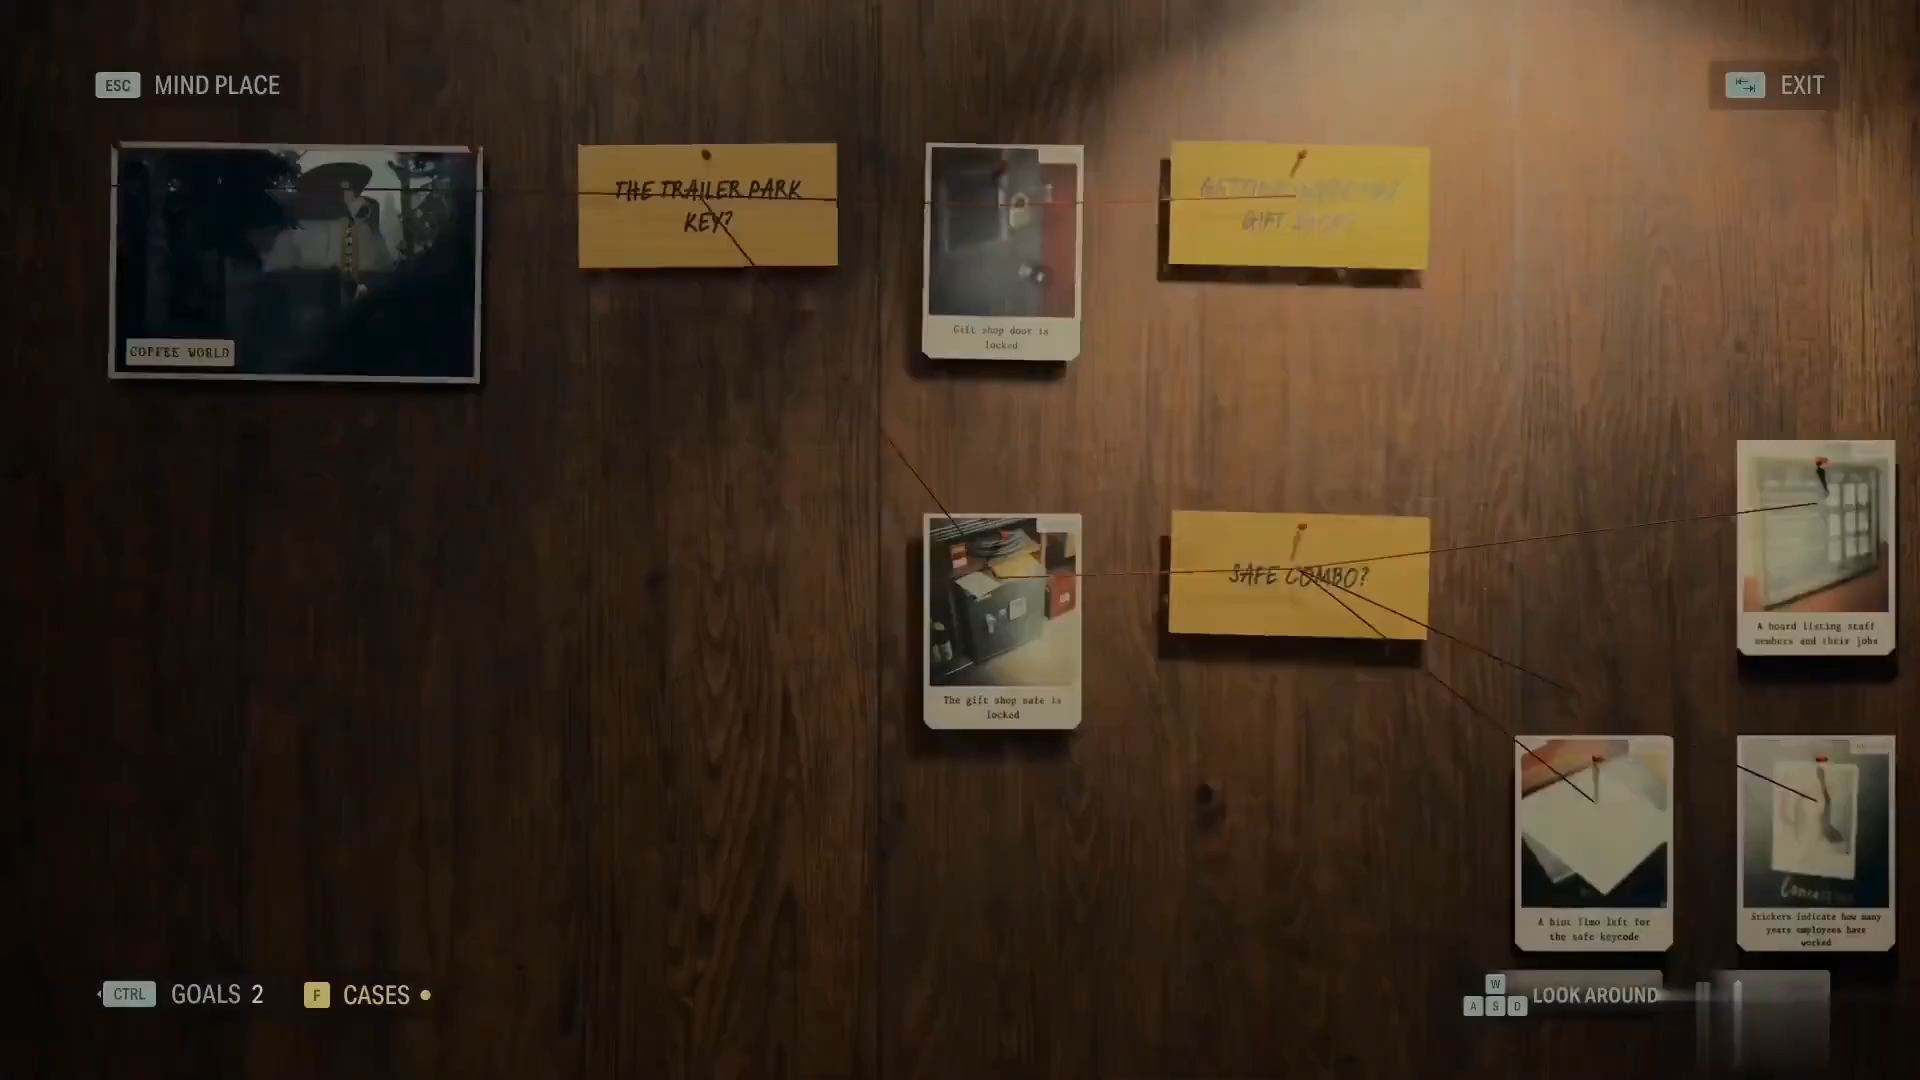 ESC MIND PLACE
EXIT
COFFEE WORLD
THE TRAILER PARK
KEY?
Gift shop door is
locked
GIFT
The gift shop safe is
locked
SAFE COMBO?
A board listing staff
members and their jobs
A hint Ilmo left for
the safe keycode
Stickers indicate how many
years employees have
worked
CTRL GOALS 2
F CASES
W
A S D LOOK AROUND